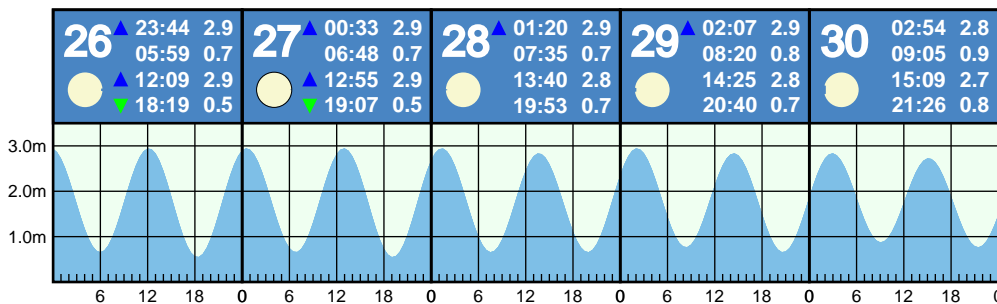 26 ▲ 23:44 2.9
05:59 0.7
▲ 12:09 2.9
▼ 18:19 0.5
27 ▲ 00:33 2.9
06:48 0.7
▲ 12:55 2.9
▼ 19:07 0.5
28 ▲ 01:20 2.9
07:35 0.7
13:40 2.8
19:53 0.7
29 ▲ 02:07 2.9
08:20 0.8
14:25 2.8
20:40 0.7
30 02:54 2.8
09:05 0.9
15:09 2.7
21:26 0.8
3.0m
2.0m
1.0m
6 12 18 0 6 12 18 0 6 12 18 0 6 12 18 0 6 12 18